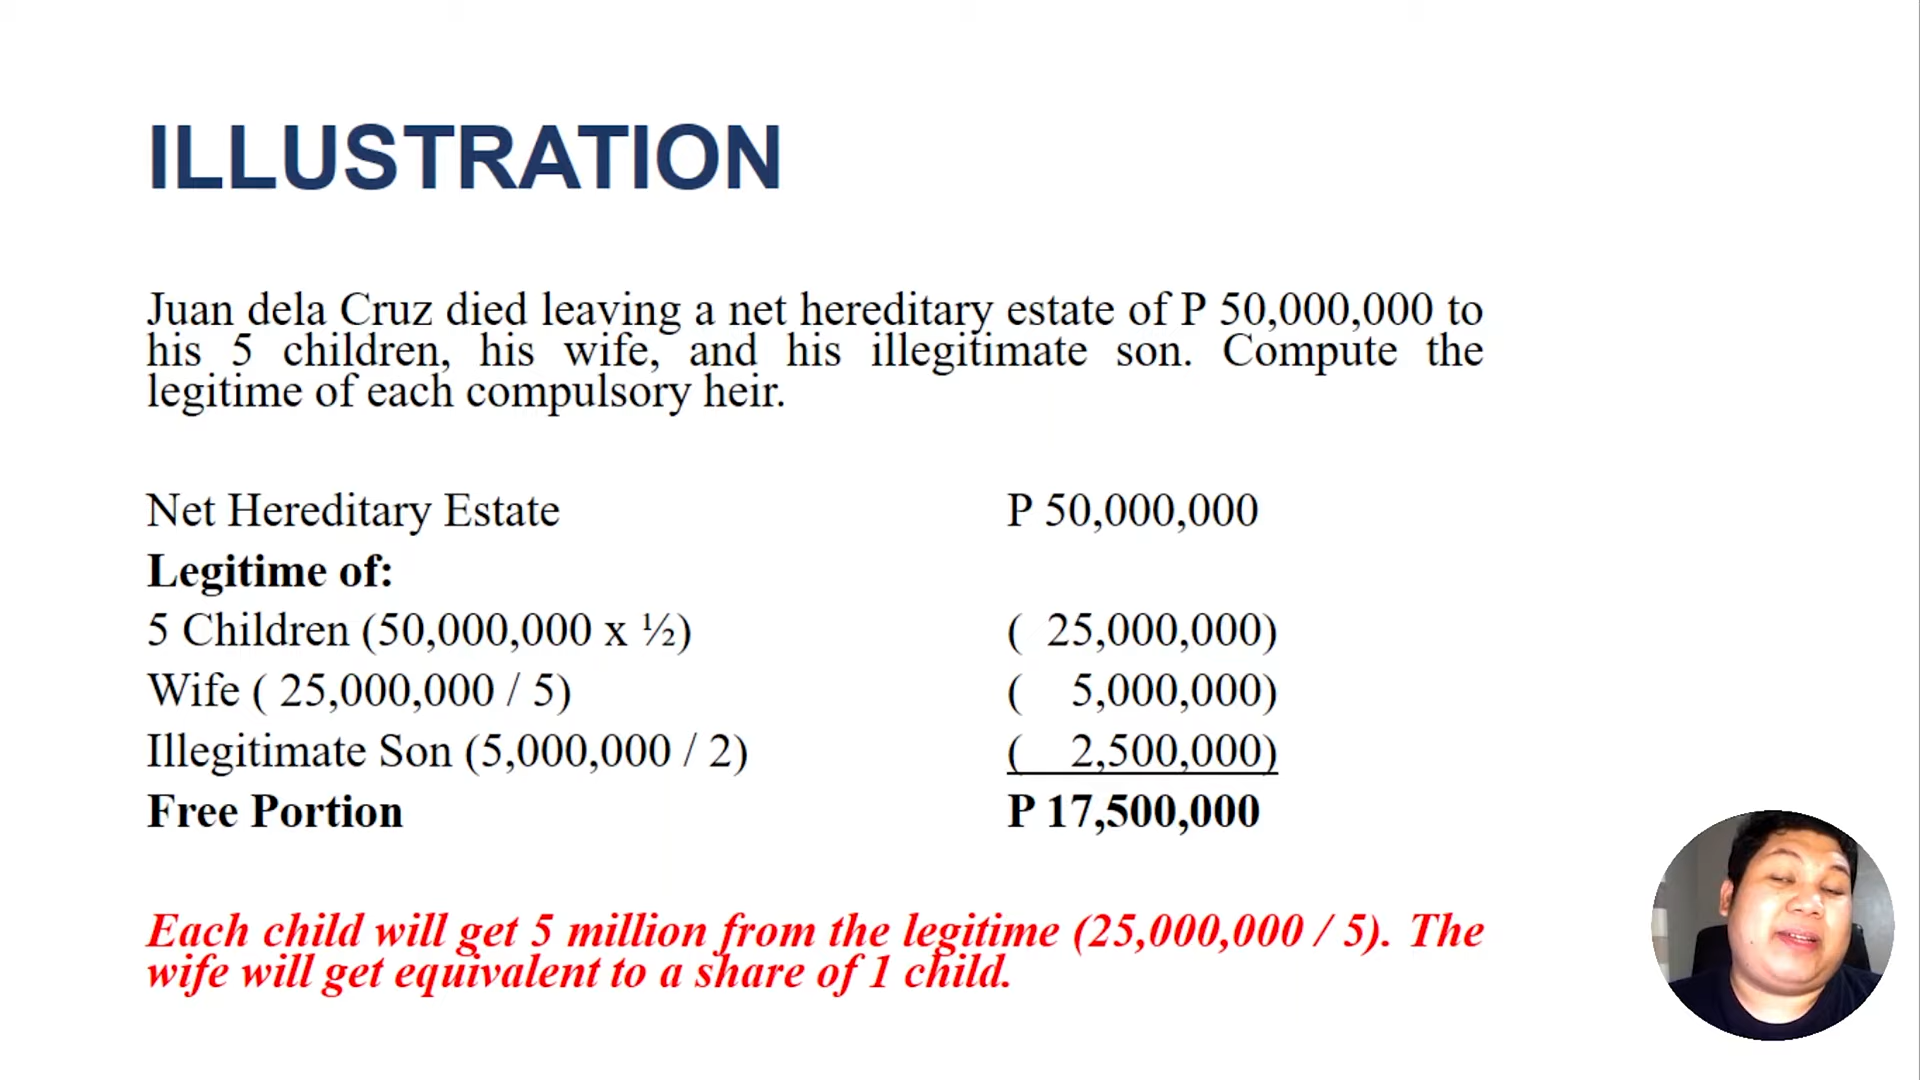 ILLUSTRATION
Juan dela Cruz died leaving a net hereditary estate of P 50,000,000 to
his 5 children, his wife, and his illegitimate son. Compute the
legitime of each compulsory heir.
Net Hereditary Estate P 50,000,000
Legitime of:
5 Children (50,000,000 x ½) ( 25,000,000)
Wife ( 25,000,000 / 5) ( 5,000,000)
Illegitimate Son (5,000,000 / 2) ( 2,500,000)
Free Portion P 17,500,000
Each child will get 5 million from the legitime (25,000,000 / 5). The
wife will get equivalent to a share of 1 child.